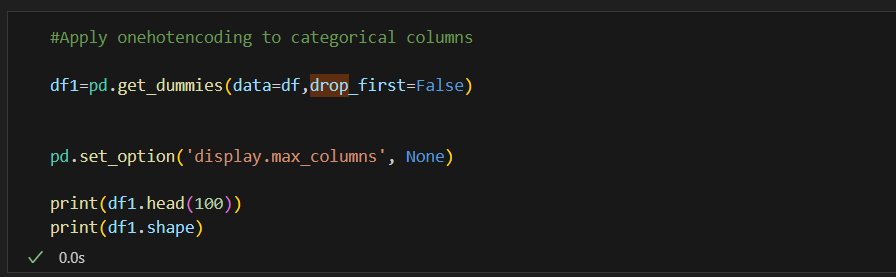 #Apply onehotencoding to categorical columns
df1=pd.get_dummies(data=df,drop_first=False)
pd.set_option('display.max_columns', None)
print(df1.head(100))
print(df1.shape)
0.0s